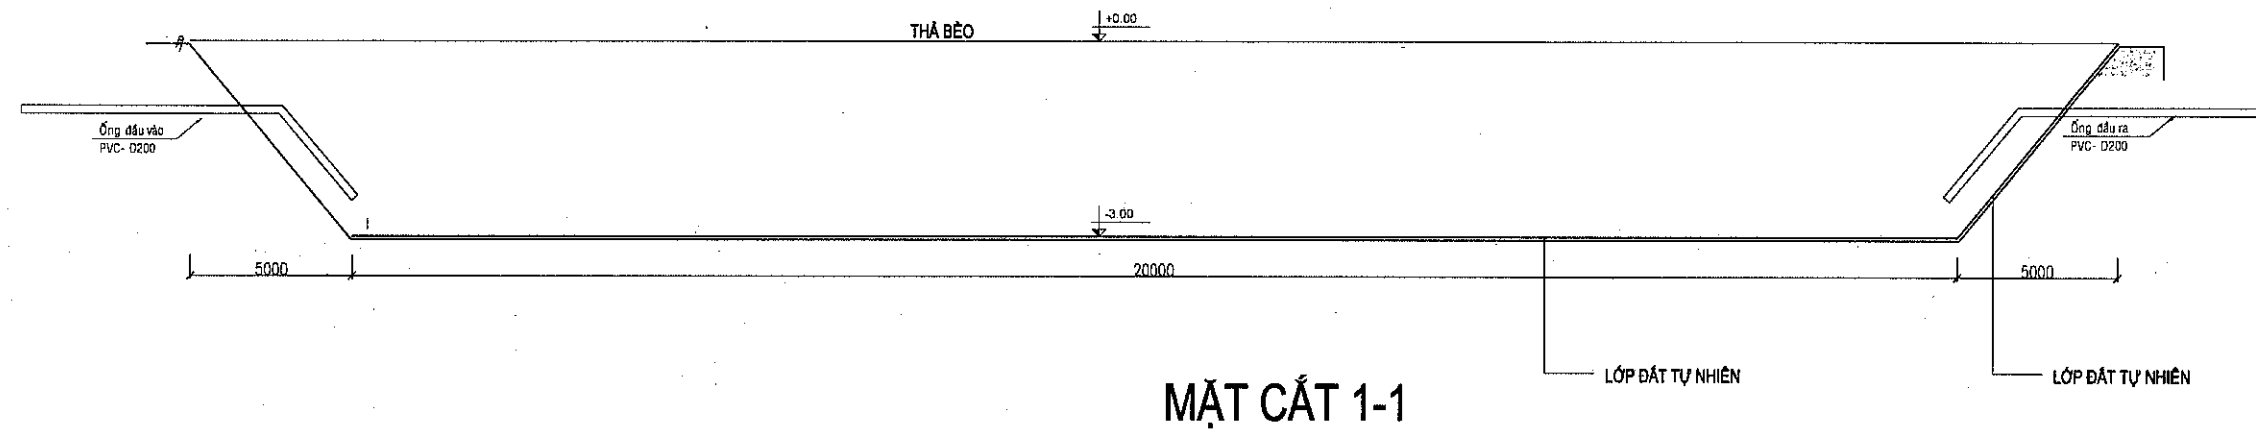 THẢ BÈO
+0.00
Ống đầu vào
PVC- D200
Ống đầu ra
PVC- D200
-3.00
5000
20000
5000
LỚP ĐẤT TỰ NHIÊN
LỚP ĐẤT TỰ NHIÊN
MẶT CẮT 1-1